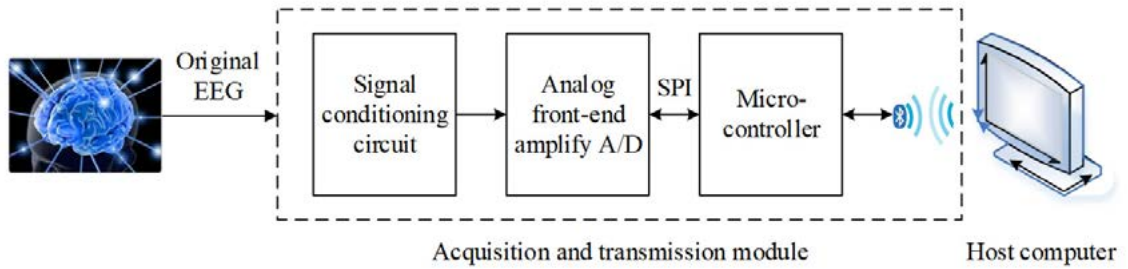 Original
EEG
Signal
conditioning
circuit
Analog
front-end
amplify A/D
SPI
Micro-
controller
Acquisition and transmission module
Host computer